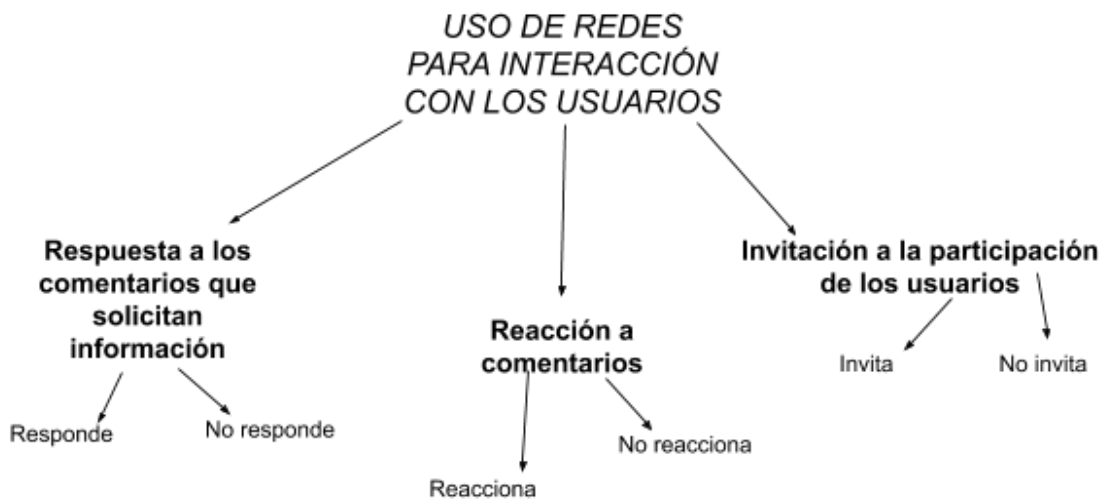 USO DE REDES
PARA INTERACCIÓN
CON LOS USUARIOS
Respuesta a los
comentarios que
solicitan
información
Responde
No responde
Reacción a
comentarios
Reacciona
No reacciona
Invitación a la participación
de los usuarios
Invita
No invita